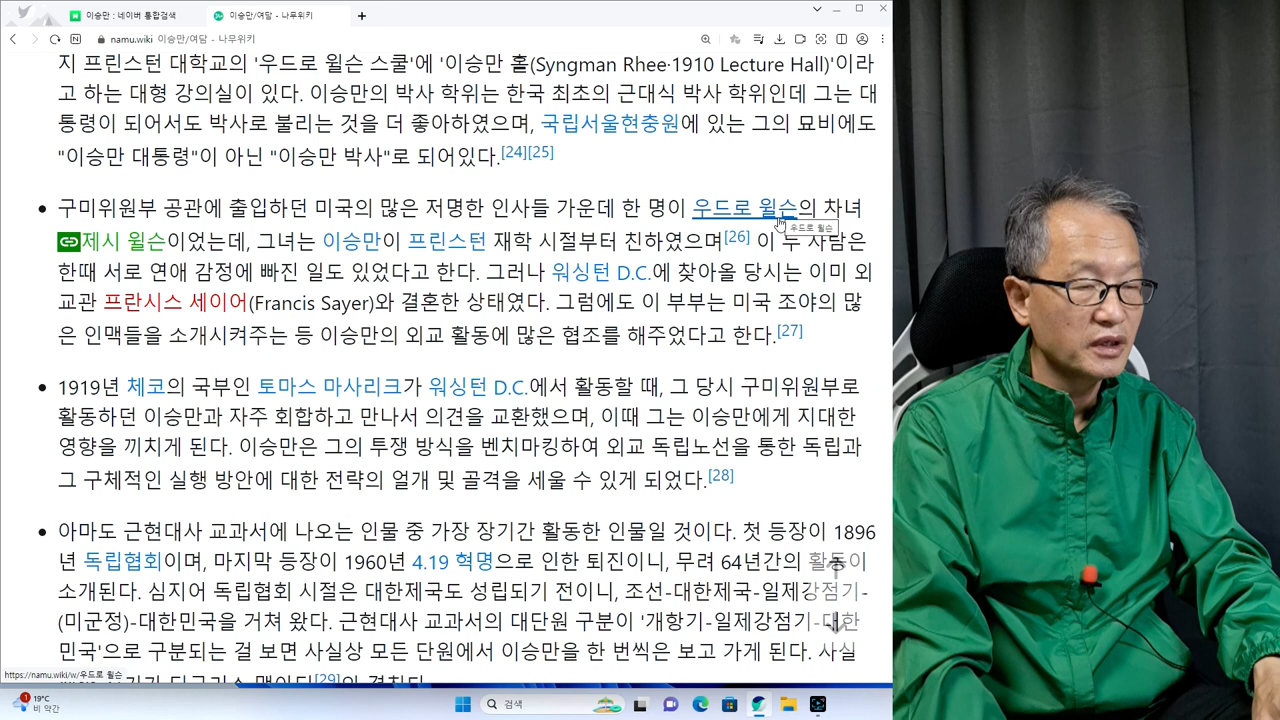 이승만 : 네이버 통합검색
이승만/여담 - 나무위키
namu.wiki 이승만/여담 - 나무위키
지 프린스턴 대학교의 '우드로 윌슨 스쿨'에 '이승만 홀(Syngman Rhee·1910 Lecture Hall)'이라
고 하는 대형 강의실이 있다. 이승만의 박사 학위는 한국 최초의 근대식 박사 학위인데 그는 대
통령이 되어서도 박사로 불리는 것을 더 좋아하였으며, 국립서울현충원에 있는 그의 묘비에도
"이승만 대통령"이 아닌 "이승만 박사"로 되어있다.[24][25]
• 구미위원부 공관에 출입하던 미국의 많은 저명한 인사들 가운데 한 명이 우드로 윌슨의 차녀
우드로 윌슨
제시 윌슨이었는데, 그녀는 이승만이 프린스턴 재학 시절부터 친하였으며[26] 이 두 사람은
한때 서로 연애 감정에 빠진 일도 있었다고 한다. 그러나 워싱턴 D.C.에 찾아올 당시는 이미 외
교관 프란시스 세이어(Francis Sayer)와 결혼한 상태였다. 그럼에도 이 부부는 미국 조야의 많
은 인맥들을 소개시켜주는 등 이승만의 외교 활동에 많은 협조를 해주었다고 한다.[27]
• 1919년 체코의 국부인 토마스 마사리크가 워싱턴 D.C.에서 활동할 때, 그 당시 구미위원부로
활동하던 이승만과 자주 회합하고 만나서 의견을 교환했으며, 이때 그는 이승만에게 지대한
영향을 끼치게 된다. 이승만은 그의 투쟁 방식을 벤치마킹하여 외교 독립노선을 통한 독립과
그 구체적인 실행 방안에 대한 전략의 얼개 및 골격을 세울 수 있게 되었다.[28]
• 아마도 근현대사 교과서에 나오는 인물 중 가장 장기간 활동한 인물일 것이다. 첫 등장이 1896
년 독립협회이며, 마지막 등장이 1960년 4.19 혁명으로 인한 퇴진이니, 무려 64년간의 활동이
소개된다. 심지어 독립협회 시절은 대한제국도 성립되기 전이니, 조선-대한제국-일제강점기-
(미군정)-대한민국을 거쳐 왔다. 근현대사 교과서의 대단원 구분이 '개항기-일제강점기-대한
민국'으로 구분되는 걸 보면 사실상 모든 단원에서 이승만을 한 번씩은 보고 가게 된다. 사실
[29]
https://namu.wiki/w/우드로 윌슨
1
19°C
비 약간
검색